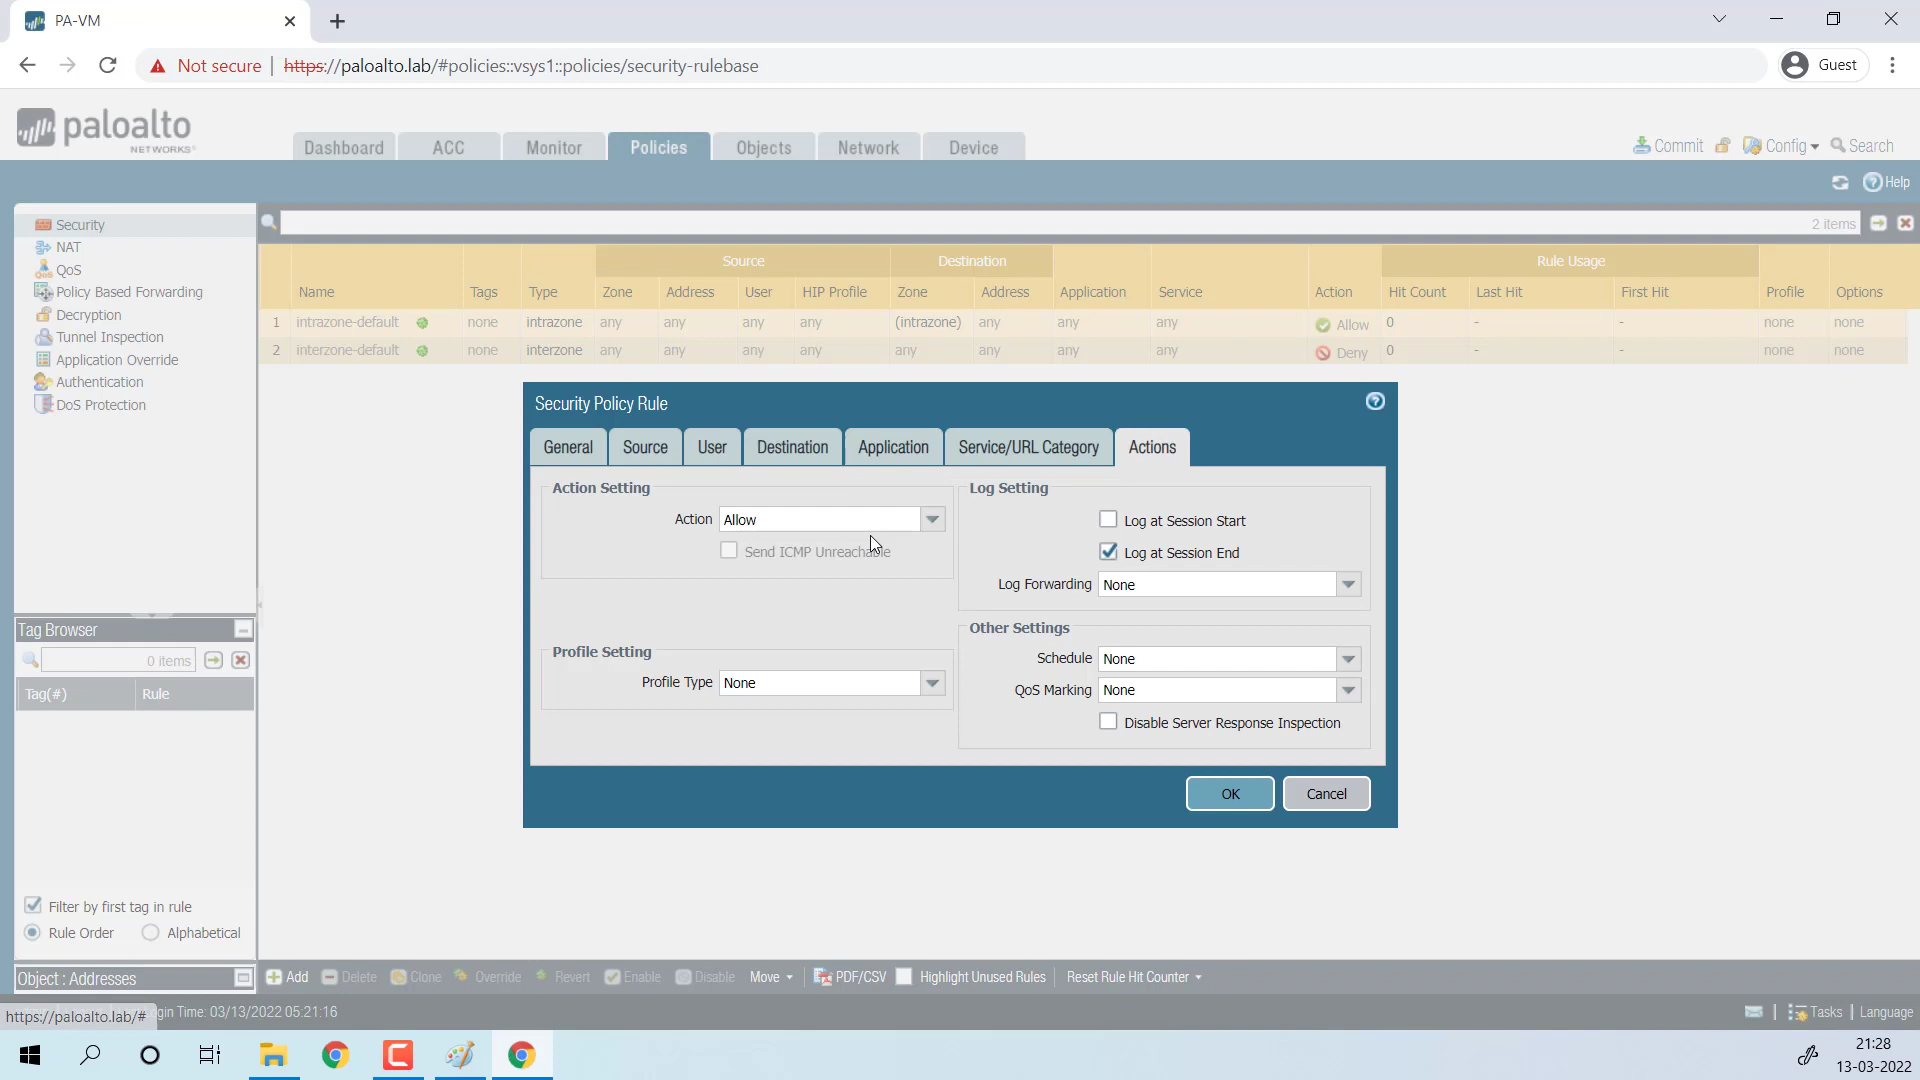 PA-VM
Not secure | https://paloalto.lab/#policies::vsys1::policies/security-rulebase
Guest
paloalto
NETWORKS
Dashboard ACC Monitor Policies Objects Network Device
Commit Config Search
Help
Security
NAT
QoS
Policy Based Forwarding
Decryption
Tunnel Inspection
Application Override
Authentication
DoS Protection
2 items
Source Destination Rule Usage
Name Tags Type Zone Address User HIP Profile Zone Address Application Service Action Hit Count Last Hit First Hit Profile Options
1 intrazone-default none intrazone any any any any (intrazone) any any any Allow 0 - - none none
2 interzone-default none interzone any any any any any any any any Deny 0 - - none none
Security Policy Rule
General Source User Destination Application Service/URL Category Actions
Action Setting
Action Allow
Send ICMP Unreachable
Profile Setting
Profile Type None
Log Setting
Log at Session Start
Log at Session End
Log Forwarding None
Other Settings
Schedule None
QoS Marking None
Disable Server Response Inspection
OK Cancel
Tag Browser
0 items
Tag(#) Rule
Filter by first tag in rule
Rule Order Alphabetical
Object : Addresses
Add Delete Clone Override Revert Enable Disable Move PDF/CSV Highlight Unused Rules Reset Rule Hit Counter
https://paloalto.lab/#
Time: 03/13/2022 05:21:16
Tasks | Language
21:28
13-03-2022